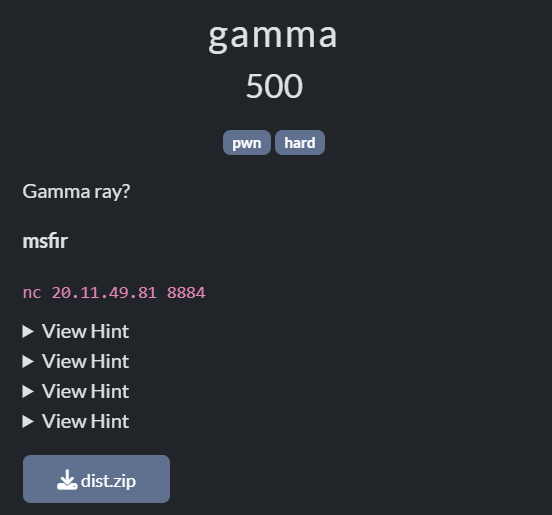 gamma
500
pwn hard
Gamma ray?
msfir
nc 20.11.49.81 8884
View Hint
View Hint
View Hint
View Hint
dist.zip